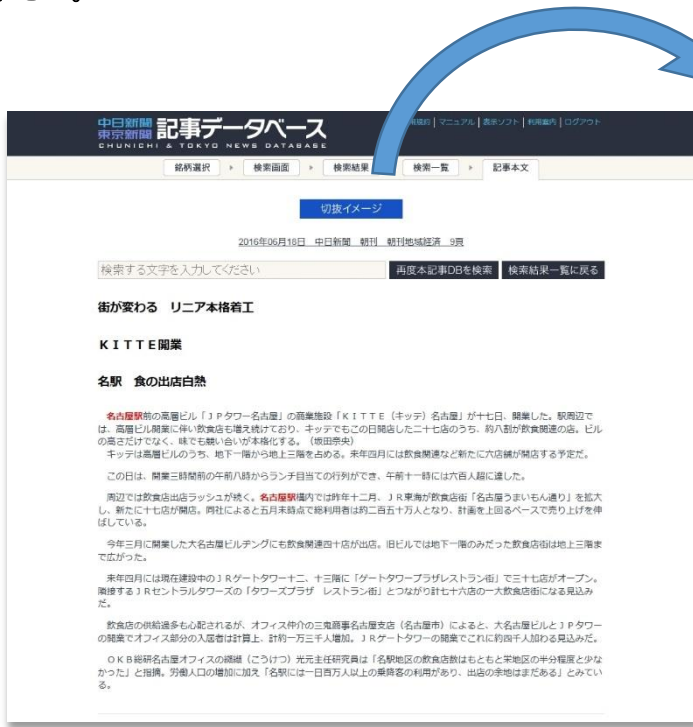 中日新聞
東京新聞 記事データベース
CHUNICHI & TOKYO NEWS DATABASE
マニュアル | 表示ソフト | 利用案内 | ログアウト
銘柄選択 ▸ 検索画面 ▸ 検索結果 検索一覧 ▸ 記事本文
切抜イメージ
2016年06月18日 中日新聞 朝刊 朝刊地域経済 9頁
検索する文字を入力してください 再度本記事DBを検索 検索結果一覧に戻る
街が変わる リニア本格着工
KITTE開業
名駅 食の出店白熱
名古屋駅前の高層ビル「JPタワー名古屋」の商業施設「KITTE(キッテ)名古屋」が十七日、開業した。駅周辺で
は、高層ビル開業に伴い飲食店も増え続けており、キッテでもこの日開店した二十七店のうち、約八割が飲食関連の店。ビル
の高さだけでなく、味でも競い合いが本格化する。(坂田奈央)
キッテは高層ビルのうち、地下一階から地上三階を占める。来年四月には飲食関連など新たに六店舗が開店する予定だ。
この日は、開業三時間前の午前八時からランチ目当ての行列ができ、午前十一時には六百人超に達した。
周辺では飲食店出店ラッシュが続く。名古屋駅構内では昨年十二月、JR東海が飲食店街「名古屋うまいもん通り」を拡大
し、新たに十七店が開店。同社によると五月末時点で総利用者は約二百五十万人となり、計画を上回るペースで売り上げを伸
ばしている。
今年三月に開業した大名古屋ビルヂングにも飲食関連四十店が出店。旧ビルでは地下一階のみだった飲食店街は地上三階ま
で広がった。
来年四月には現在建設中のJRゲートタワー十二、十三階に「ゲートタワープラザレストラン街」で三十七店がオープン。
隣接するJRセントラルタワーズの「タワーズプラザ レストラン街」とつながり計七十六店の一大飲食店街になる見込み
だ。
飲食店の供給過多も心配されるが、オフィス仲介の三鬼商事名古屋支店(名古屋市)によると、大名古屋ビルとJPタワー
の開業でオフィス部分の入居者は計算上、計約一万三千人増加。JRゲートタワーの開業でこれに約四千人加わる見込みだ。
OKB総研名古屋オフィスの纐纈(こうけつ)光元主任研究員は「名駅地区の飲食店数はもともと栄地区の半分程度と少な
かった」と指摘。労働人口の増加に加え「名駅には一日百万人以上の乗降客の利用があり、出店の余地はまだある」とみてい
る。